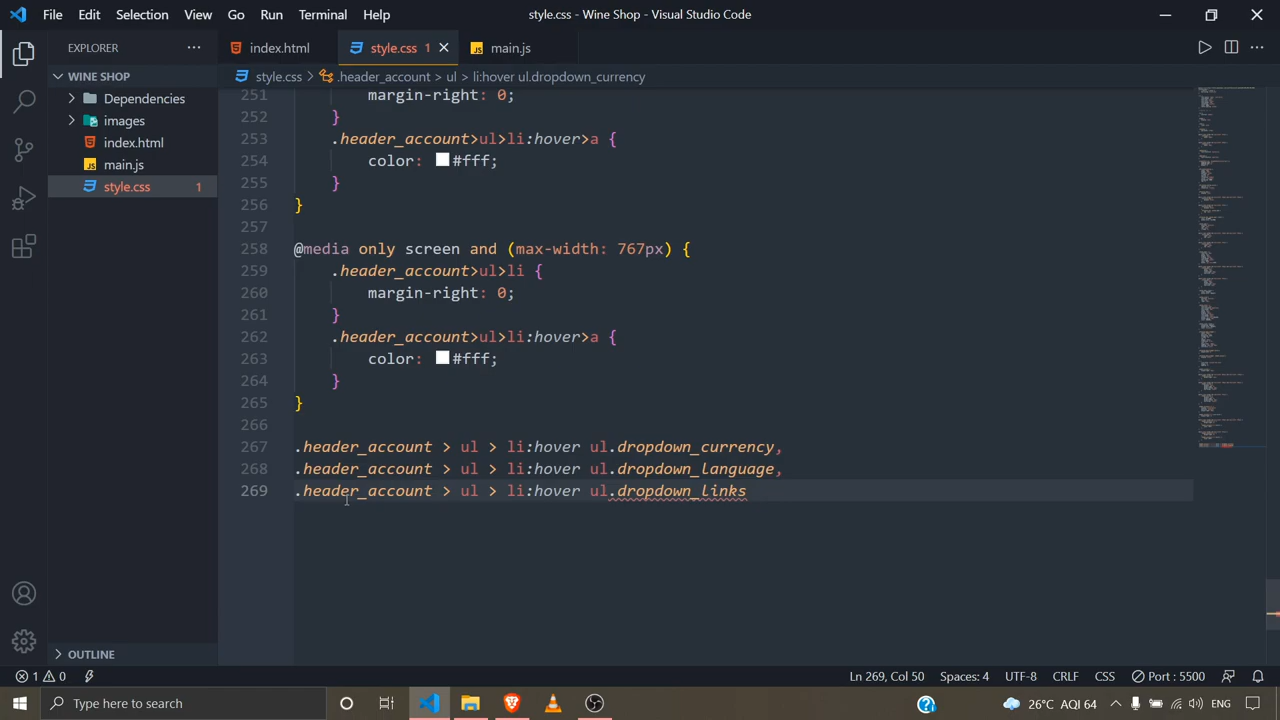 File Edit Selection View Go Run Terminal Help style.css - Wine Shop - Visual Studio Code
EXPLORER ··· index.html style.css 1 main.js
WINE SHOP style.css > .header_account > ul > li:hover ul.dropdown_currency
Dependencies
images
index.html
main.js
style.css 1
251 margin-right: 0;
252 }
253 .header_account>ul>li:hover>a {
254 color: #fff;
255 }
256 }
257
258 @media only screen and (max-width: 767px) {
259 .header_account>ul>li {
260 margin-right: 0;
261 }
262 .header_account>ul>li:hover>a {
263 color: #fff;
264 }
265 }
266
267 .header_account > ul > li:hover ul.dropdown_currency,
268 .header_account > ul > li:hover ul.dropdown_language,
269 .header_account > ul > li:hover ul.dropdown_links
OUTLINE
1 0 Ln 269, Col 50 Spaces: 4 UTF-8 CRLF CSS Port : 5500
Type here to search 26°C AQI 64 ENG